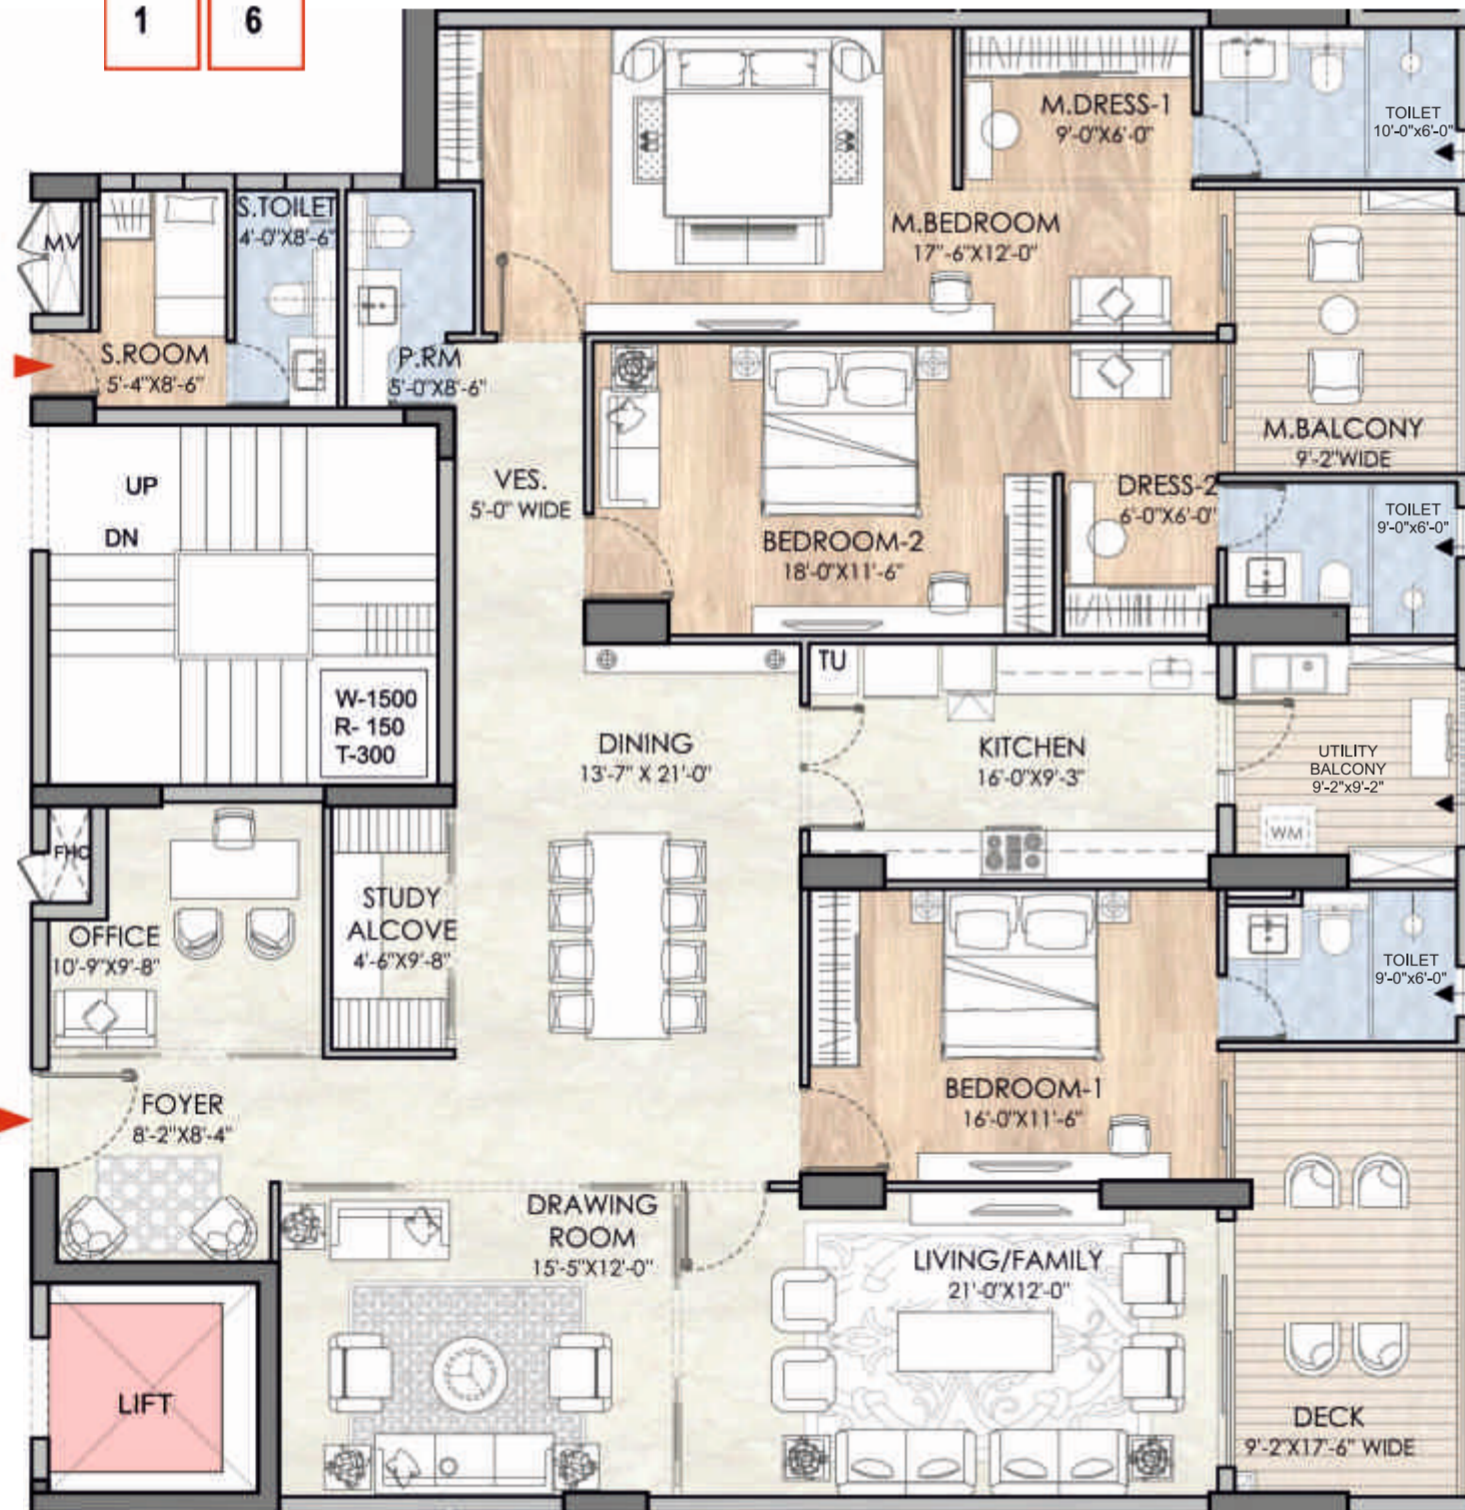 1 6
M.DRESS-1
9'-0"X6'-0"
TOILET
10'-0"x6'-0"
S.TOILET
4'-0"X8'-6"
MV
M.BEDROOM
17"-6"X12'-0"
S.ROOM
5'-4"X8'-6"
P.RM
5'-0"X8'-6"
M.BALCONY
9'-2"WIDE
UP
DN
VES.
5'-0" WIDE
DRESS-2
6'-0"X6'-0"
TOILET
9'-0"x6'-0"
BEDROOM-2
18'-0"X11'-6"
TU
W-1500
R- 150
T-300
DINING
13'-7" X 21'-0"
KITCHEN
16'-0"X9'-3"
UTILITY
BALCONY
9'-2"x9'-2"
WM
FHC
STUDY
ALCOVE
4'-6"X9'-8"
OFFICE
10'-9"X9'-8"
TOILET
9'-0"x6'-0"
FOYER
8'-2"X8'-4"
BEDROOM-1
16'-0"X11'-6"
DRAWING
ROOM
15'-5"X12'-0"
LIVING/FAMILY
21'-0"X12'-0"
LIFT
DECK
9'-2"X17'-6" WIDE